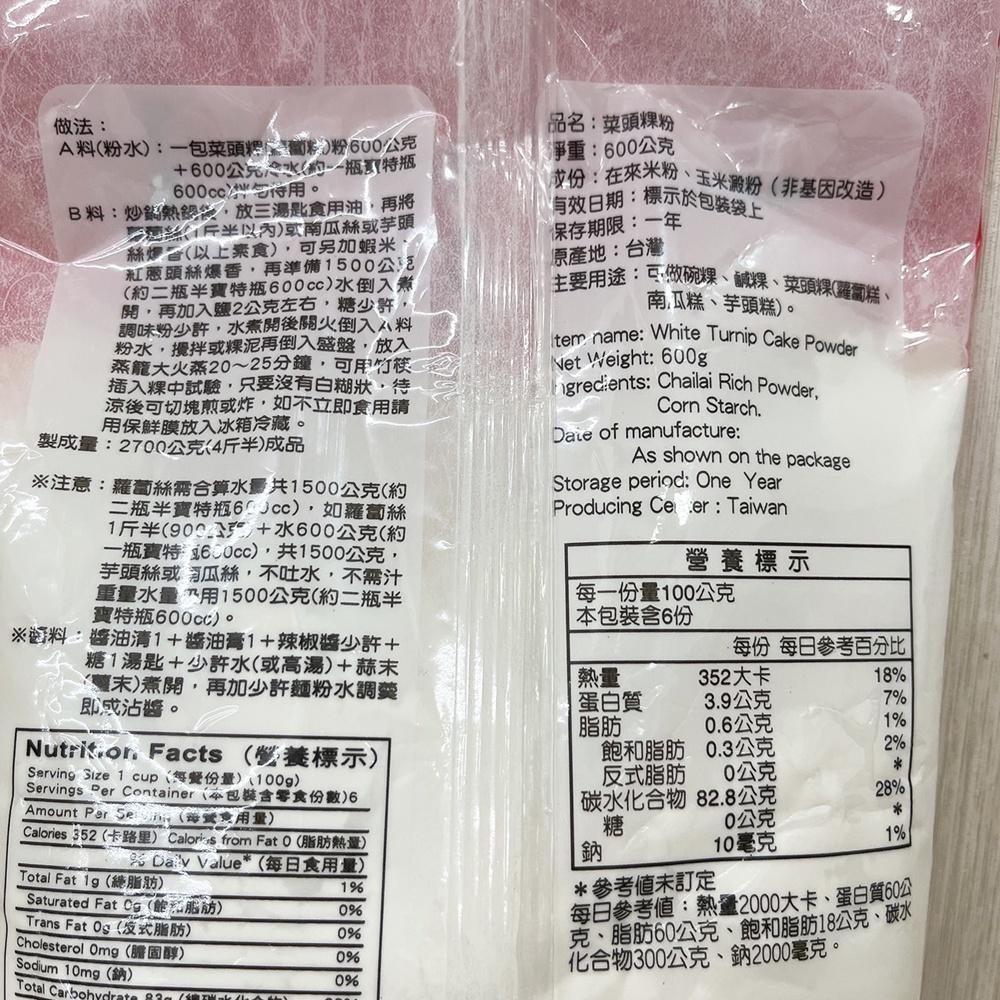 做法：
A料(粉水)：一包菜頭粿(蘿蔔糕)粉600公克
＋600公克冷水(約一瓶寶特瓶
600cc)拌勻待用。
B料：炒鍋熱鍋後，放三湯匙食用油，再將
蘿蔔絲(1斤半以內)或南瓜絲或芋頭
絲爆香(以上素食)，可另加蝦米、
紅蔥頭絲爆香，再準備1500公克
(約二瓶半寶特瓶600cc)水倒入煮
開，再加入鹽2公克左右，糖少許，
調味粉少許，水煮開後關火倒入A料
粉水，攪拌或粿泥再倒入盛盤，放入
蒸籠大火蒸20～25分鐘，可用竹筷
插入粿中試驗，只要沒有白糊狀，待
涼後可切塊煎或炸，如不立即食用請
用保鮮膜放入冰箱冷藏。
製成量：2700公克(4斤半)成品
※注意：蘿蔔絲需合算水量共1500公克(約
二瓶半寶特瓶600cc)，如蘿蔔絲
1斤半(900公克)＋水600公克(約
一瓶寶特瓶600cc)，共1500公克，
芋頭絲或南瓜絲，不吐水，不需汁
重量水量仍用1500公克(約二瓶半
寶特瓶600cc)。
※醬料：醬油清1＋醬油膏1＋辣椒醬少許＋
糖1湯匙＋少許水(或高湯)＋蒜末
(薑末)煮開，再加少許麵粉水調羹
即成沾醬。
Nutrition Facts (營養標示)
Serving Size 1 cup (每餐份量) (100g)
Servings Per Container (本包裝含零食份數)6
Amount Per Serving (每餐食用量)
Calories 352 (卡路里) Calories from Fat 0 (脂肪熱量)
% Daily Value* (每日食用量)
Total Fat 1g (總脂肪) 1%
Saturated Fat 0g (飽和脂肪) 0%
Trans Fat 0g (反式脂肪) 0%
Cholesterol 0mg (膽固醇) 0%
Sodium 10mg (鈉) 0%
Total Carbohydrate 83g
品名：菜頭粿粉
淨重：600公克
成份：在來米粉、玉米澱粉（非基因改造）
有效日期：標示於包裝袋上
保存期限：一年
原產地：台灣
主要用途：可做碗粿、鹹粿、菜頭粿(蘿蔔糕、
南瓜糕、芋頭糕)。
Item name: White Turnip Cake Powder
Net Weight: 600g
Ingredients: Chailai Rich Powder,
Corn Starch.
Date of manufacture:
As shown on the package
Storage period: One Year
Producing Center : Taiwan
營養標示
每一份量100公克
本包裝含6份
每份 每日參考百分比
熱量 352大卡 18%
蛋白質 3.9公克 7%
脂肪 0.6公克 1%
飽和脂肪 0.3公克 2%
反式脂肪 0公克 *
碳水化合物 82.8公克 28%
糖 0公克 *
鈉 10毫克 1%
＊參考值未訂定
每日參考值：熱量2000大卡、蛋白質60公
克、脂肪60公克、飽和脂肪18公克、碳水
化合物300公克、鈉2000毫克。